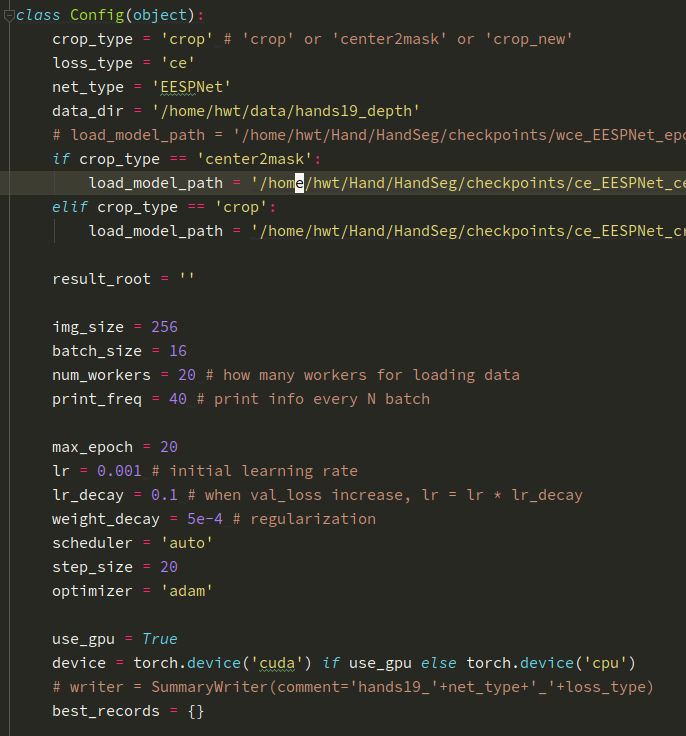 class Config(object):
    crop_type = 'crop' # 'crop' or 'center2mask' or 'crop_new'
    loss_type = 'ce'
    net_type = 'EESPNet'
    data_dir = '/home/hwt/data/hands19_depth'
    # load_model_path = '/home/hwt/Hand/HandSeg/checkpoints/wce_EESPNet_epo
    if crop_type == 'center2mask':
        load_model_path = '/home/hwt/Hand/HandSeg/checkpoints/ce_EESPNet_ce
    elif crop_type == 'crop':
        load_model_path = '/home/hwt/Hand/HandSeg/checkpoints/ce_EESPNet_cr
    result_root = ''
    img_size = 256
    batch_size = 16
    num_workers = 20 # how many workers for loading data
    print_freq = 40 # print info every N batch
    max_epoch = 20
    lr = 0.001 # initial learning rate
    lr_decay = 0.1 # when val_loss increase, lr = lr * lr_decay
    weight_decay = 5e-4 # regularization
    scheduler = 'auto'
    step_size = 20
    optimizer = 'adam'
    use_gpu = True
    device = torch.device('cuda') if use_gpu else torch.device('cpu')
    # writer = SummaryWriter(comment='hands19_'+net_type+'_'+loss_type)
    best_records = {}